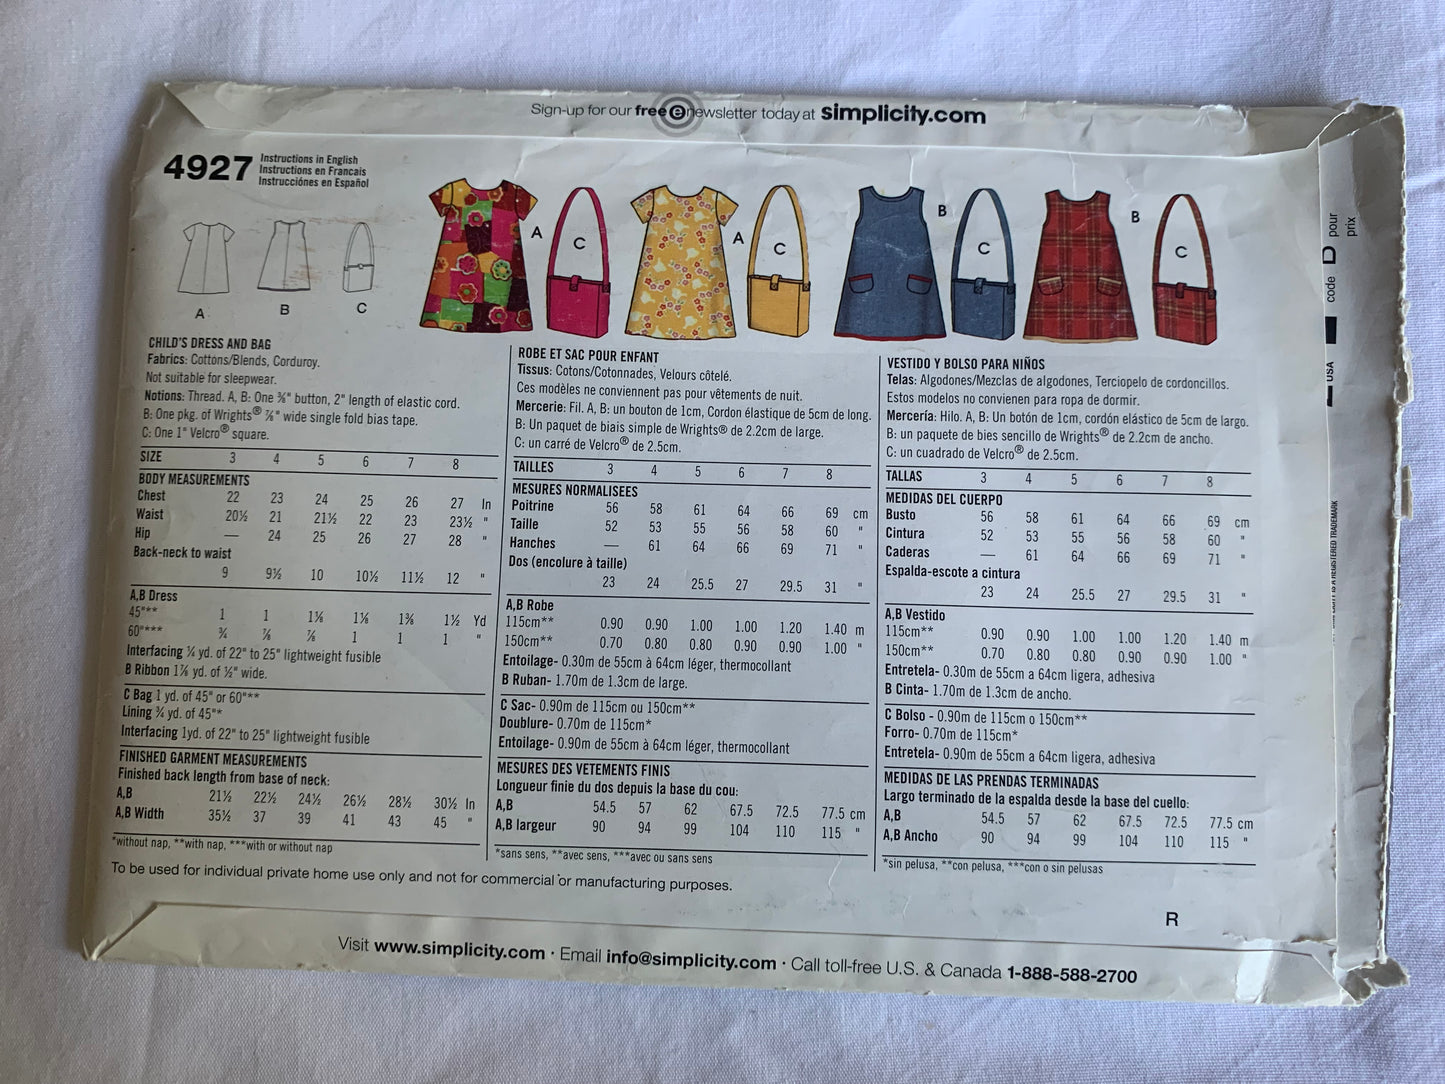 Sign-up for our free e newsletter today at simplicity.com
4927
Instructions in English
Instructions en Francais
Instrucciónes en Español
A
B
C
A
C
A
C
B
C
B
C
CHILD'S DRESS AND BAG
Fabrics: Cottons/Blends, Corduroy.
Not suitable for sleepwear.
Notions: Thread. A, B: One ⅜" button, 2" length of elastic cord.
B: One pkg. of Wrights® ⅞" wide single fold bias tape.
C: One 1" Velcro® square.
SIZE 3 4 5 6 7 8
BODY MEASUREMENTS
Chest 22 23 24 25 26 27 In
Waist 20½ 21 21½ 22 23 23½ "
Hip — 24 25 26 27 28 "
Back-neck to waist
9 9½ 10 10½ 11½ 12 "
A,B Dress
45"** 1 1 1⅛ 1⅛ 1⅜ 1½ Yd
60"*** ¾ ⅞ ⅞ 1 1 1 "
Interfacing ¼ yd. of 22" to 25" lightweight fusible
B Ribbon 1⅞ yd. of ½" wide.
C Bag 1 yd. of 45" or 60"**
Lining ¾ yd. of 45"*
Interfacing 1yd. of 22" to 25" lightweight fusible
FINISHED GARMENT MEASUREMENTS
Finished back length from base of neck:
A,B 21½ 22½ 24½ 26½ 28½ 30½ In
A,B Width 35½ 37 39 41 43 45 "
*without nap, **with nap, ***with or without nap
ROBE ET SAC POUR ENFANT
Tissus: Cotons/Cotonnades, Velours côtelé.
Ces modèles ne conviennent pas pour vêtements de nuit.
Mercerie: Fil. A, B: un bouton de 1cm, Cordon élastique de 5cm de long.
B: Un paquet de biais simple de Wrights® de 2.2cm de large.
C: un carré de Velcro® de 2.5cm.
TAILLES 3 4 5 6 7 8
MESURES NORMALISEES
Poitrine 56 58 61 64 66 69 cm
Taille 52 53 55 56 58 60 "
Hanches — 61 64 66 69 71 "
Dos (encolure à taille)
23 24 25.5 27 29.5 31 "
A,B Robe
115cm** 0.90 0.90 1.00 1.00 1.20 1.40 m
150cm** 0.70 0.80 0.80 0.90 0.90 1.00 "
Entoilage- 0.30m de 55cm à 64cm léger, thermocollant
B Ruban- 1.70m de 1.3cm de large.
C Sac- 0.90m de 115cm ou 150cm**
Doublure- 0.70m de 115cm*
Entoilage- 0.90m de 55cm à 64cm léger, thermocollant
MESURES DES VETEMENTS FINIS
Longueur finie du dos depuis la base du cou:
A,B 54.5 57 62 67.5 72.5 77.5 cm
A,B largeur 90 94 99 104 110 115 "
*sans sens, **avec sens, ***avec ou sans sens
VESTIDO Y BOLSO PARA NIÑOS
Telas: Algodones/Mezclas de algodones, Terciopelo de cordoncillos.
Estos modelos no convienen para ropa de dormir.
Mercería: Hilo. A, B: Un botón de 1cm, cordón elástico de 5cm de largo.
B: un paquete de bies sencillo de Wrights® de 2.2cm de ancho.
C: un cuadrado de Velcro® de 2.5cm.
TALLAS 3 4 5 6 7 8
MEDIDAS DEL CUERPO
Busto 56 58 61 64 66 69 cm
Cintura 52 53 55 56 58 60 "
Caderas — 61 64 66 69 71 "
Espalda-escote a cintura
23 24 25.5 27 29.5 31 "
A,B Vestido
115cm** 0.90 0.90 1.00 1.00 1.20 1.40 m
150cm** 0.70 0.80 0.80 0.90 0.90 1.00 "
Entretela- 0.30m de 55cm a 64cm ligera, adhesiva
B Cinta- 1.70m de 1.3cm de ancho.
C Bolso - 0.90m de 115cm o 150cm**
Forro- 0.70m de 115cm*
Entretela- 0.90m de 55cm a 64cm ligera, adhesiva
MEDIDAS DE LAS PRENDAS TERMINADAS
Largo terminado de la espalda desde la base del cuello:
A,B 54.5 57 62 67.5 72.5 77.5 cm
A,B Ancho 90 94 99 104 110 115 "
*sin pelusa, **con pelusa, ***con o sin pelusas
To be used for individual private home use only and not for commercial or manufacturing purposes.
R
Visit www.simplicity.com · Email info@simplicity.com · Call toll-free U.S. & Canada 1-888-588-2700
pour
prix
code
USA
REGISTERED TRADEMARK